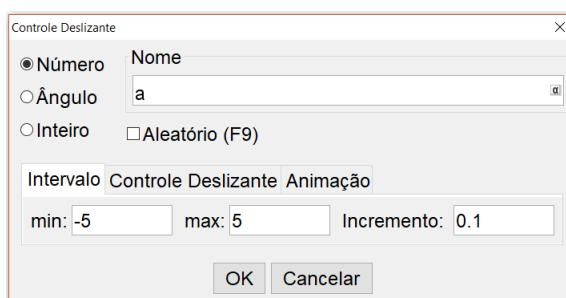 Controle Deslizante
Número
Nome
Ângulo
a
α
Inteiro
Aleatório (F9)
Intervalo Controle Deslizante Animação
min: -5 max: 5 Incremento: 0.1
OK Cancelar